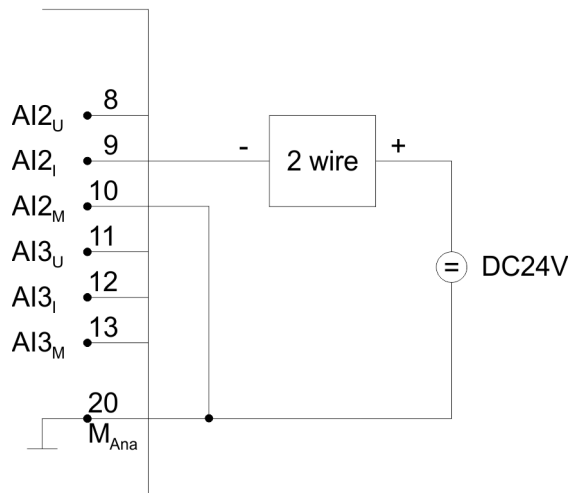 8
AI2U
9
AI2I
- 2 wire +
10
AI2M
11
AI3U
= DC24V
12
AI3I
13
AI3M
20
MAna